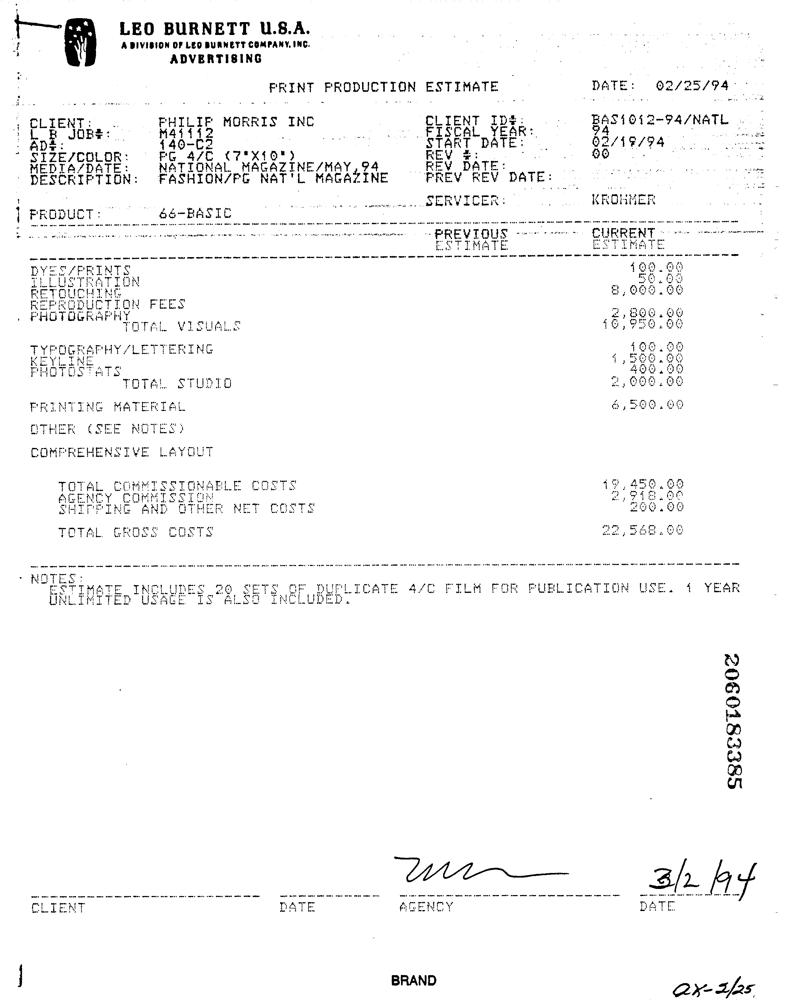 LEO BURNETT U.S.A.
A DIVISION OF LEO BURNETT COMPANY, INC.
ADVERTISING
PRINT PRODUCTION ESTIMATE DATE: 02/25/94
CLIENT: PHILIP MORRIS INC CLIENT ID#: BAS1012-94/NATL
L B JOB#: M41112 FISCAL YEAR: 94
AD#: 140-C2 START DATE: 02/19/94
SIZE/COLOR: PG 4/C (7"X10") REV #: 00
MEDIA/DATE: NATIONAL MAGAZINE/MAY,94 REV DATE:
DESCRIPTION: FASHION/PG NAT'L MAGAZINE PREV REV DATE:
SERVICER: KROHMER
PRODUCT: 66-BASIC
PREVIOUS CURRENT
ESTIMATE ESTIMATE
DYES/PRINTS 100.00
ILLUSTRATION 50.00
RETOUCHING 8,000.00
REPRODUCTION FEES
PHOTOGRAPHY 2,800.00
TOTAL VISUALS 10,950.00
TYPOGRAPHY/LETTERING 100.00
KEYLINE 1,500.00
PHOTOSTATS 400.00
TOTAL STUDIO 2,000.00
PRINTING MATERIAL 6,500.00
OTHER (SEE NOTES)
COMPREHENSIVE LAYOUT
TOTAL COMMISSIONABLE COSTS 19,450.00
AGENCY COMMISSION 2,918.00
SHIPPING AND OTHER NET COSTS 200.00
TOTAL GROSS COSTS 22,568.00
NOTES:
ESTIMATE INCLUDES 20 SETS OF DUPLICATE 4/C FILM FOR PUBLICATION USE. 1 YEAR
UNLIMITED USAGE IS ALSO INCLUDED.
2060183385
3/2/94
CLIENT DATE AGENCY DATE
BRAND